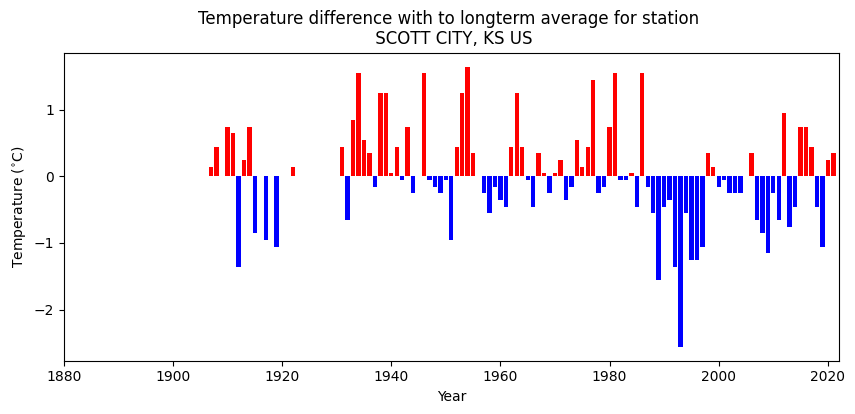 Temperature difference with to longterm average for station
SCOTT CITY, KS US
Temperature (°C)
1
0
−1
−2
1880 1900 1920 1940 1960 1980 2000 2020
Year